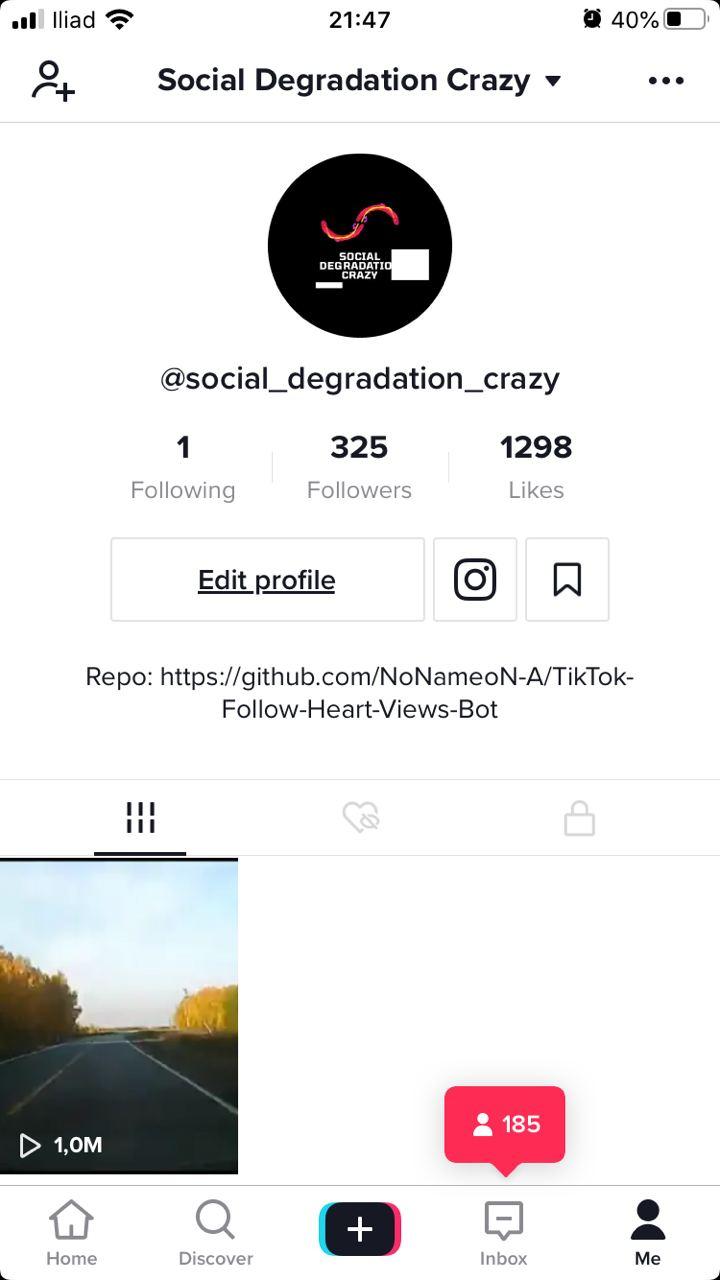 Iliad
21:47
40%
Social Degradation Crazy
SOCIAL
DEGRADATIO
CRAZY
@social_degradation_crazy
1
325
1298
Following
Followers
Likes
Edit profile
Repo: https://github.com/NoNameoN-A/TikTok-
Follow-Heart-Views-Bot
1,0M
185
Home
Discover
Inbox
Me